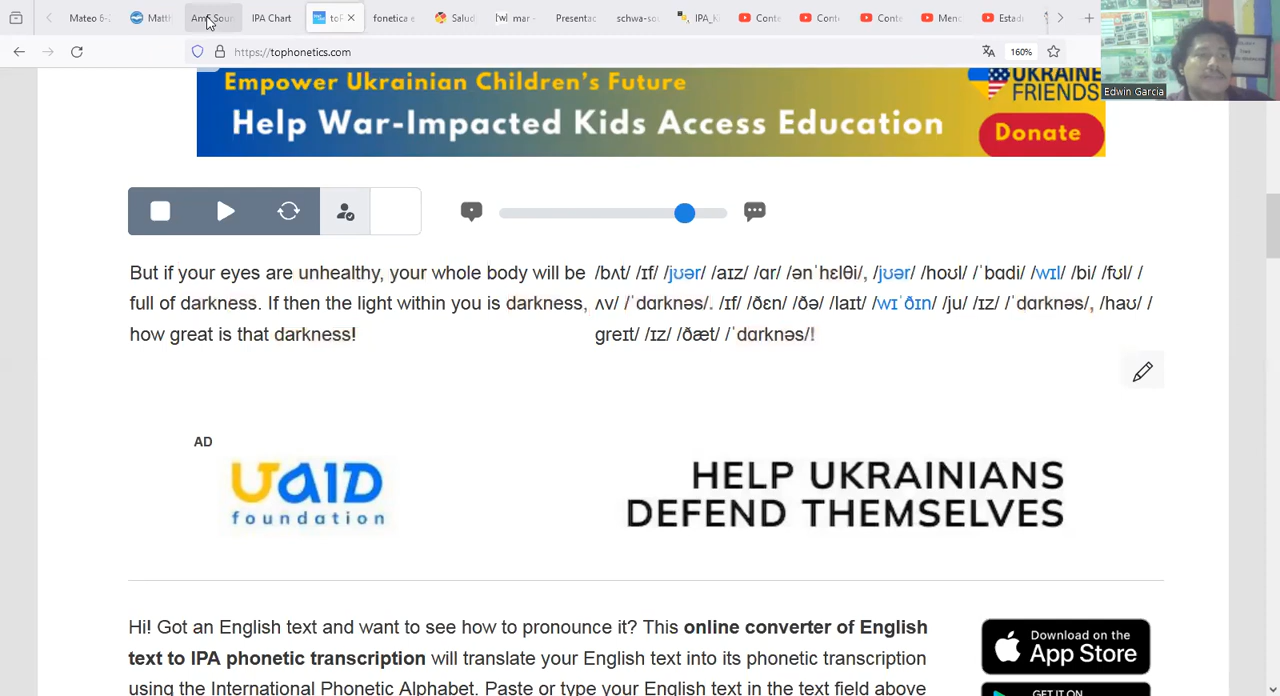 Mateo 6-
Matth
Ame Soun
IPA Chart
toP
fonetica e
Salud
mar -
Presentac
schwa-so
IPA_K
Conte
Cont
Conte
Menc
Estad
https://tophonetics.com
160%
Edwin Garcia
Empower Ukrainian Children's Future
Help War-Impacted Kids Access Education
UKRAINE
FRIENDS
Donate
But if your eyes are unhealthy, your whole body will be
full of darkness. If then the light within you is darkness,
how great is that darkness!
/bʌt/ /ɪf/ /jʊər/ /aɪz/ /ɑr/ /ənˈhɛlθi/, /jʊər/ /hoʊl/ /ˈbɑdi/ /wɪl/ /bi/ /fʊl/ /
ʌv/ /ˈdɑrknəs/. /ɪf/ /ðɛn/ /ðə/ /laɪt/ /wɪˈðɪn/ /ju/ /ɪz/ /ˈdɑrknəs/, /haʊ/ /
greɪt/ /ɪz/ /ðæt/ /ˈdɑrknəs/!
AD
UAID
foundation
HELP UKRAINIANS
DEFEND THEMSELVES
Hi! Got an English text and want to see how to pronounce it? This online converter of English
text to IPA phonetic transcription will translate your English text into its phonetic transcription
using the International Phonetic Alphabet. Paste or type your English text in the text field above
Download on the
App Store
GET IT ON